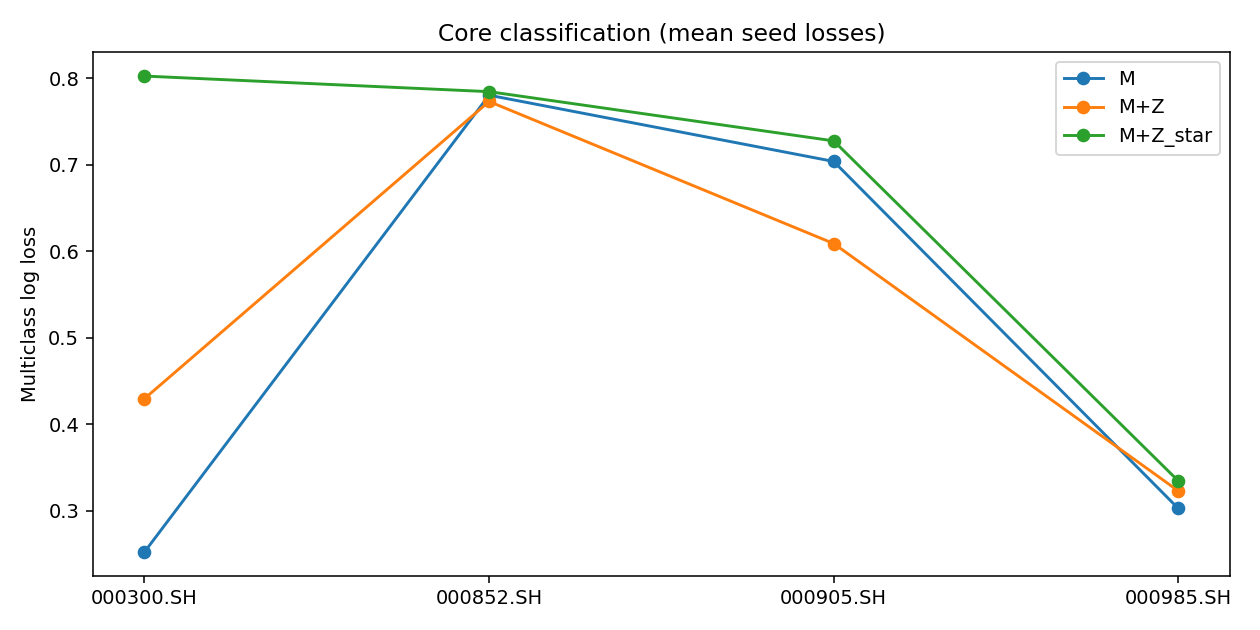 Core classification (mean seed losses)
Multiclass log loss
0.8
0.7
0.6
0.5
0.4
0.3
M
M+Z
M+Z_star
000300.SH
000852.SH
000905.SH
000985.SH